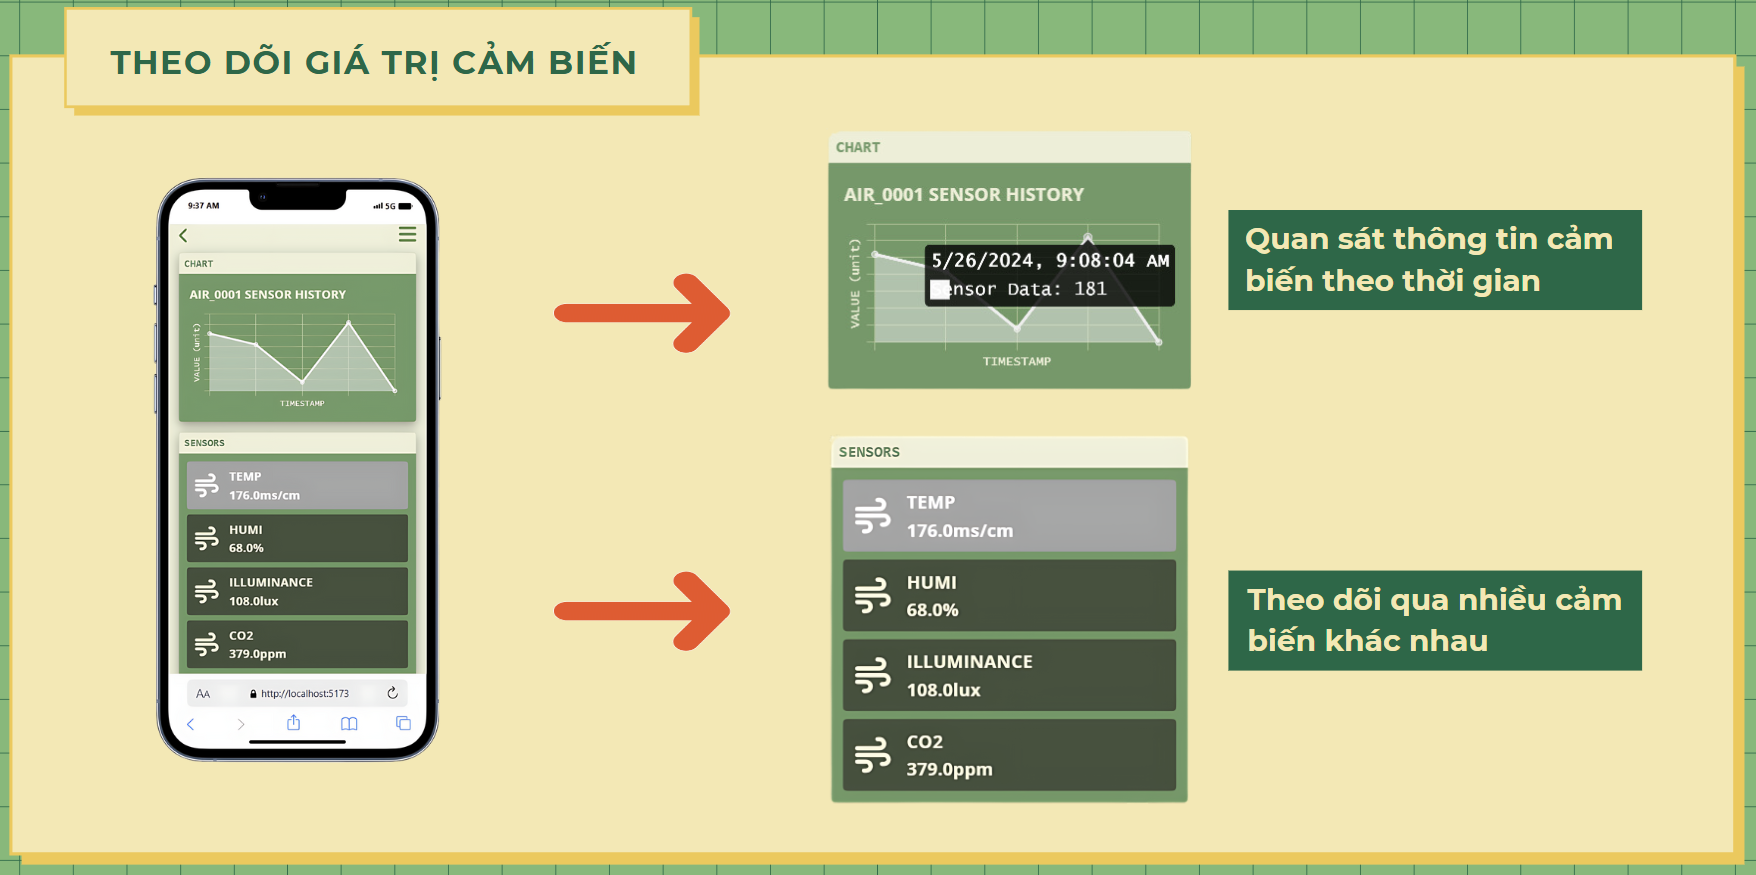 THEO DÕI GIÁ TRỊ CẢM BIẾN
9:37 AM
5G
CHART
AIR_0001 SENSOR HISTORY
VALUE (unit)
TIMESTAMP
SENSORS
TEMP
176.0ms/cm
HUMI
68.0%
ILLUMINANCE
108.0lux
CO2
379.0ppm
AA
http://localhost:5173
CHART
AIR_0001 SENSOR HISTORY
VALUE (unit)
5/26/2024, 9:08:04 AM
Sensor Data: 181
TIMESTAMP
Quan sát thông tin cảm
biến theo thời gian
SENSORS
TEMP
176.0ms/cm
HUMI
68.0%
ILLUMINANCE
108.0lux
CO2
379.0ppm
Theo dõi qua nhiều cảm
biến khác nhau